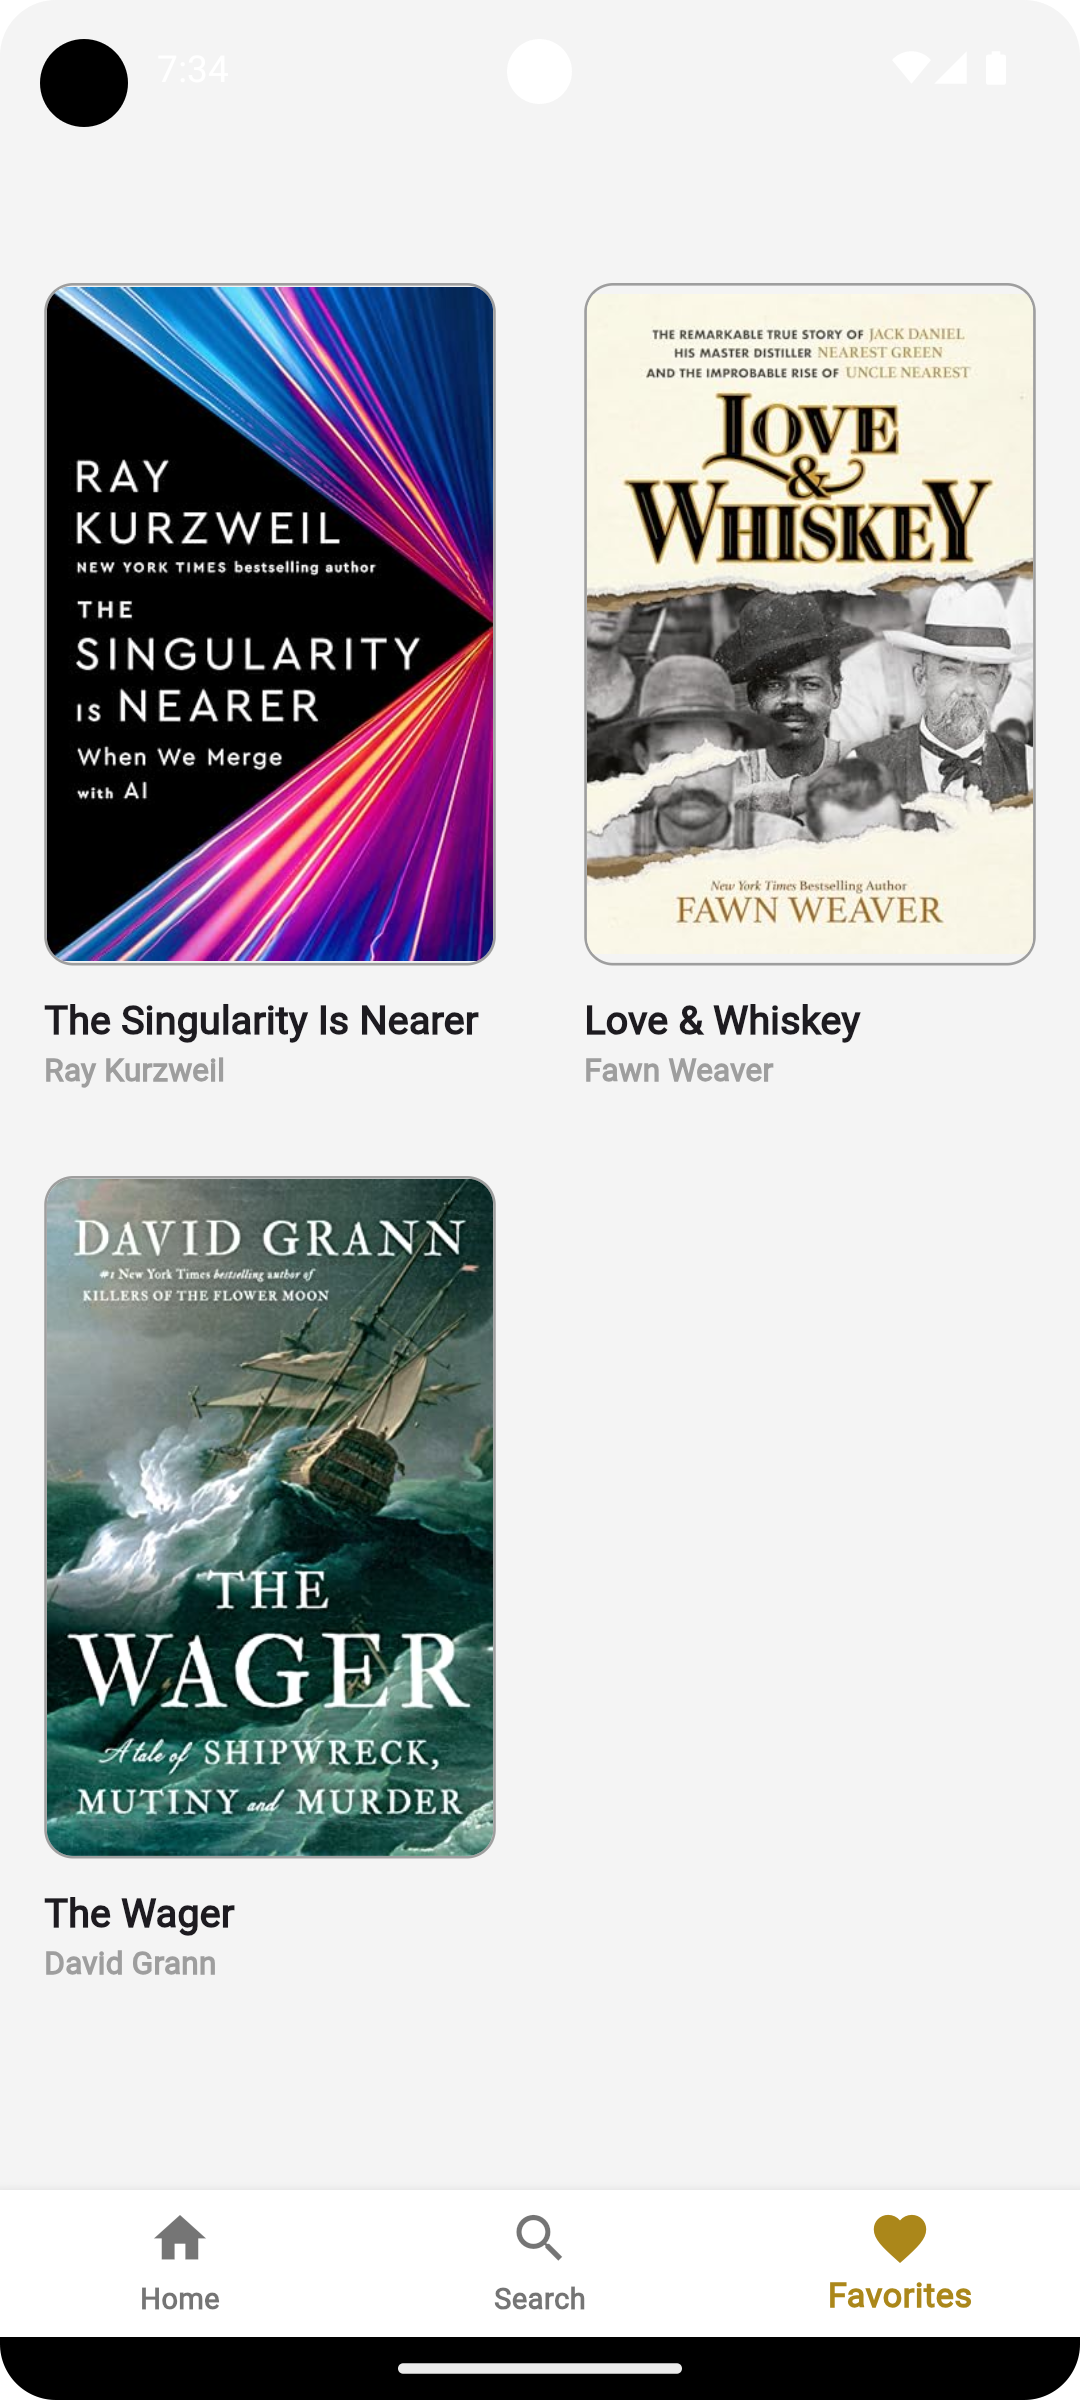 7:34
RAY
KURZWEIL
NEW YORK TIMES bestselling author
THE
SINGULARITY
IS NEARER
When We Merge
with AI
The Singularity Is Nearer
Ray Kurzweil
THE REMARKABLE TRUE STORY OF JACK DANIEL
HIS MASTER DISTILLER NEAREST GREEN
AND THE IMPROBABLE RISE OF UNCLE NEAREST
LOVE
&
WHISKEY
New York Times Bestselling Author
FAWN WEAVER
Love & Whiskey
Fawn Weaver
DAVID GRANN
#1 New York Times bestselling author of
KILLERS OF THE FLOWER MOON
THE
WAGER
A tale of SHIPWRECK,
MUTINY and MURDER
The Wager
David Grann
Home
Search
Favorites